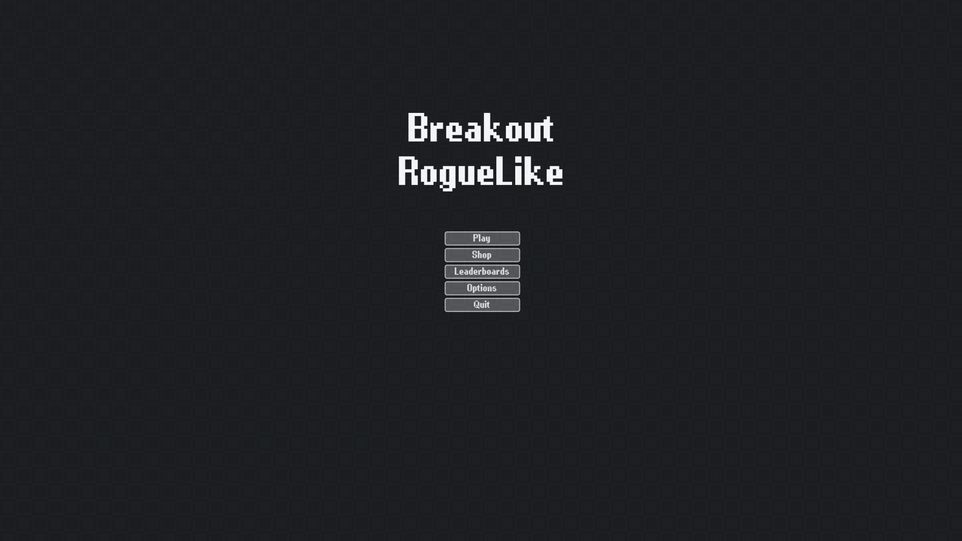 Breakout
RogueLike
Play
Shop
Leaderboards
Options
Quit